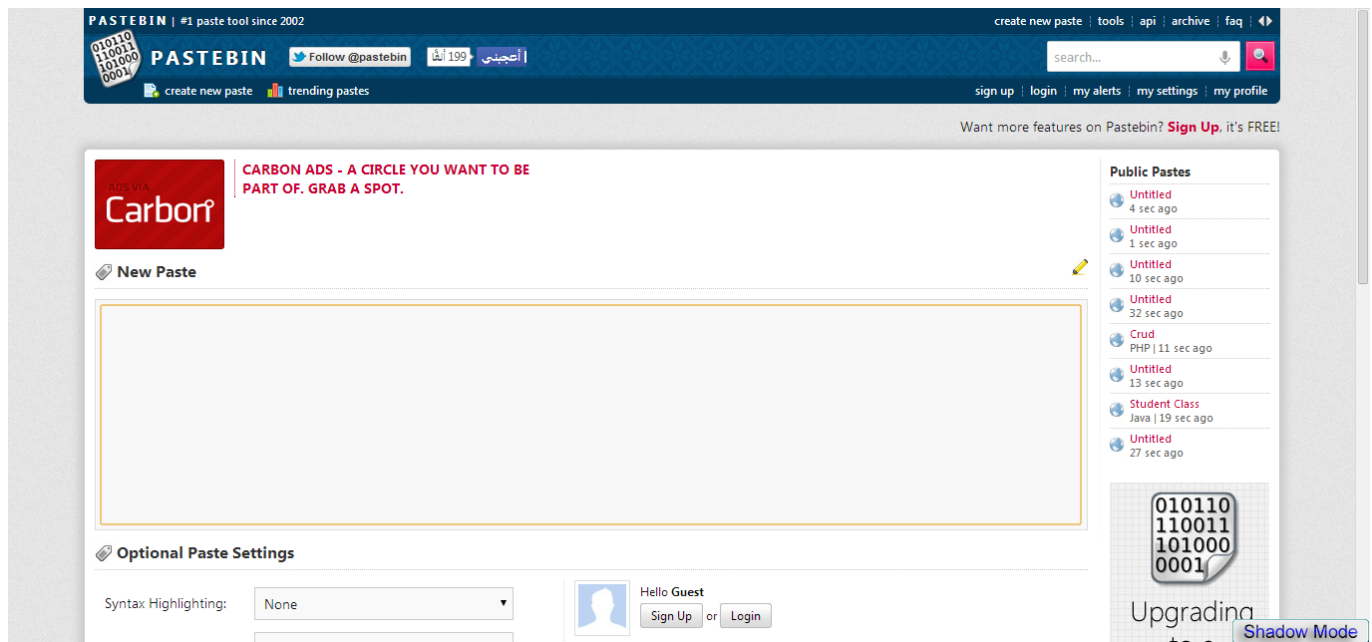 PASTEBIN | #1 paste tool since 2002
create new paste | tools | api | archive | faq |
010110
110011
101000
0001
PASTEBIN
Follow @pastebin
199 ألفًا
أعجبني
search...
create new paste trending pastes
sign up | login | my alerts | my settings | my profile
Want more features on Pastebin? Sign Up, it's FREE!
ADS VIA
Carbon
CARBON ADS - A CIRCLE YOU WANT TO BE
PART OF. GRAB A SPOT.
New Paste
Optional Paste Settings
Syntax Highlighting: None
Hello Guest
Sign Up or Login
Public Pastes
Untitled
4 sec ago
Untitled
1 sec ago
Untitled
10 sec ago
Untitled
32 sec ago
Crud
PHP | 11 sec ago
Untitled
13 sec ago
Student Class
Java | 19 sec ago
Untitled
27 sec ago
010110
110011
101000
0001
Upgrading
Shadow Mode